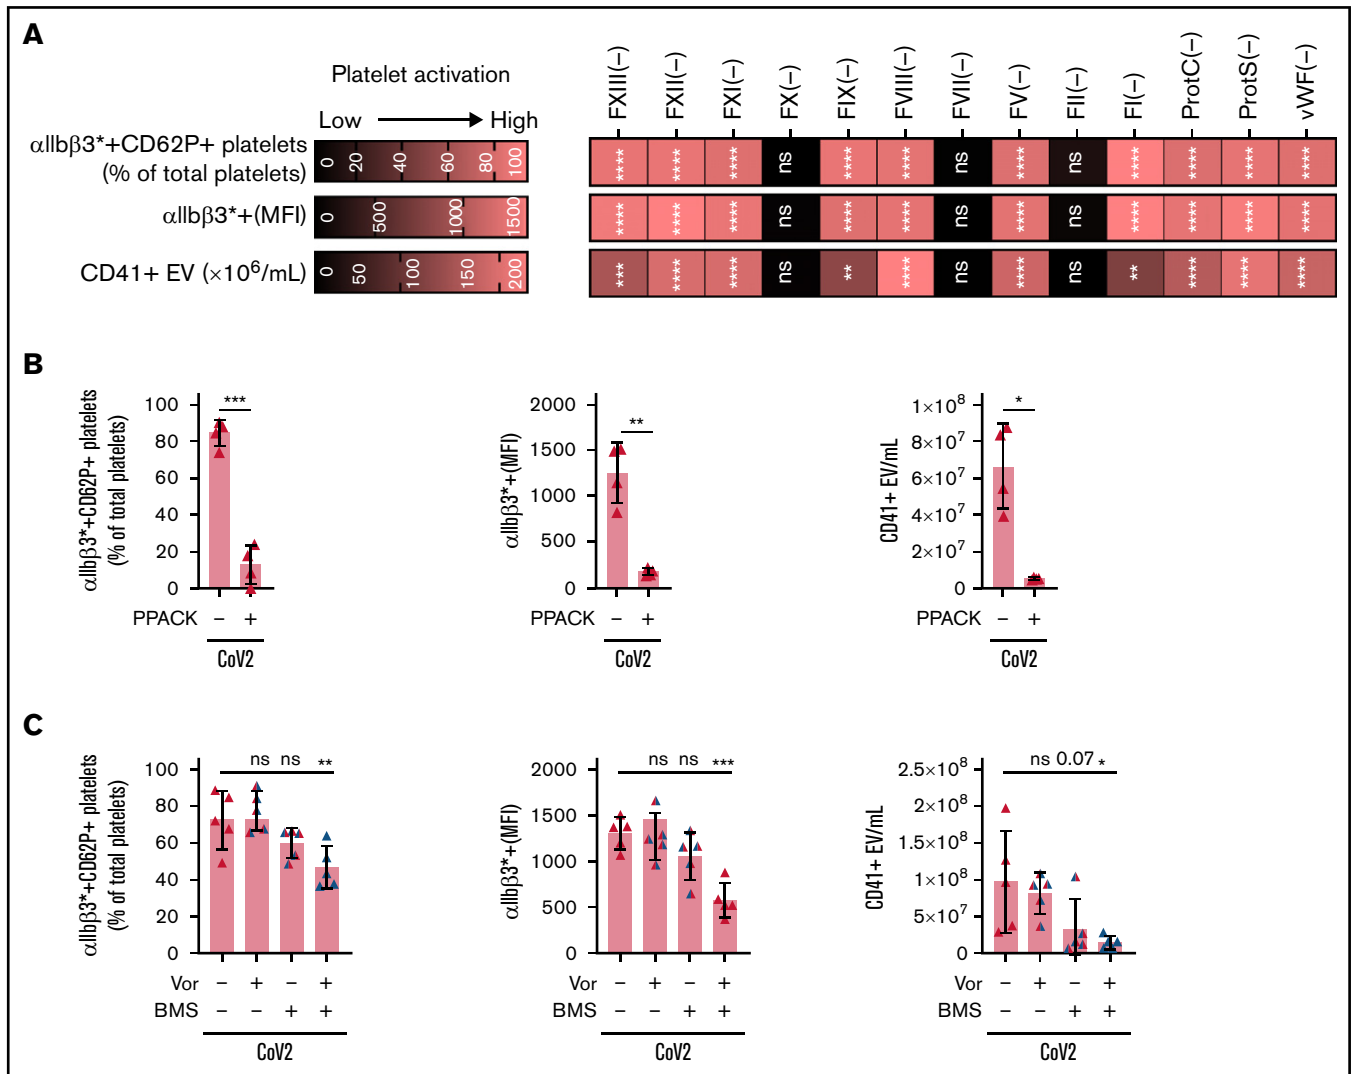 A
Platelet activation
Low High
FXIII(−) FXII(−) FXI(−) FX(−) FIX(−) FVIII(−) FVII(−) FV(−) FII(−) FI(−) ProtC(−) ProtS(−) vWF(−)
αIIbβ3*+CD62P+ platelets
(% of total platelets)
0 20 40 60 80 100
**** **** **** ns **** **** ns **** ns **** **** **** ****
αIIbβ3*+(MFI)
0 500 1000 1500
**** **** **** ns **** **** ns **** ns **** **** **** ****
CD41+ EV (×10⁶/mL)
0 50 100 150 200
*** **** **** ns ** **** ns **** ns ** **** **** ****
B
αIIbβ3*+CD62P+ platelets
(% of total platelets)
100
80
60
40
20
0
***
PPACK − +
CoV2
αIIbβ3*+(MFI)
2000
1500
1000
500
0
**
PPACK − +
CoV2
CD41+ EV/mL
1×10⁸
8×10⁷
6×10⁷
4×10⁷
2×10⁷
0
*
PPACK − +
CoV2
C
αIIbβ3*+CD62P+ platelets
(% of total platelets)
100
80
60
40
20
0
ns ns **
Vor − + − +
BMS − − + +
CoV2
αIIbβ3*+(MFI)
2000
1500
1000
500
0
ns ns ***
Vor − + − +
BMS − − + +
CoV2
CD41+ EV/mL
2.5×10⁸
2×10⁸
1.5×10⁸
1×10⁸
5×10⁷
0
ns 0.07 *
Vor − + − +
BMS − − + +
CoV2